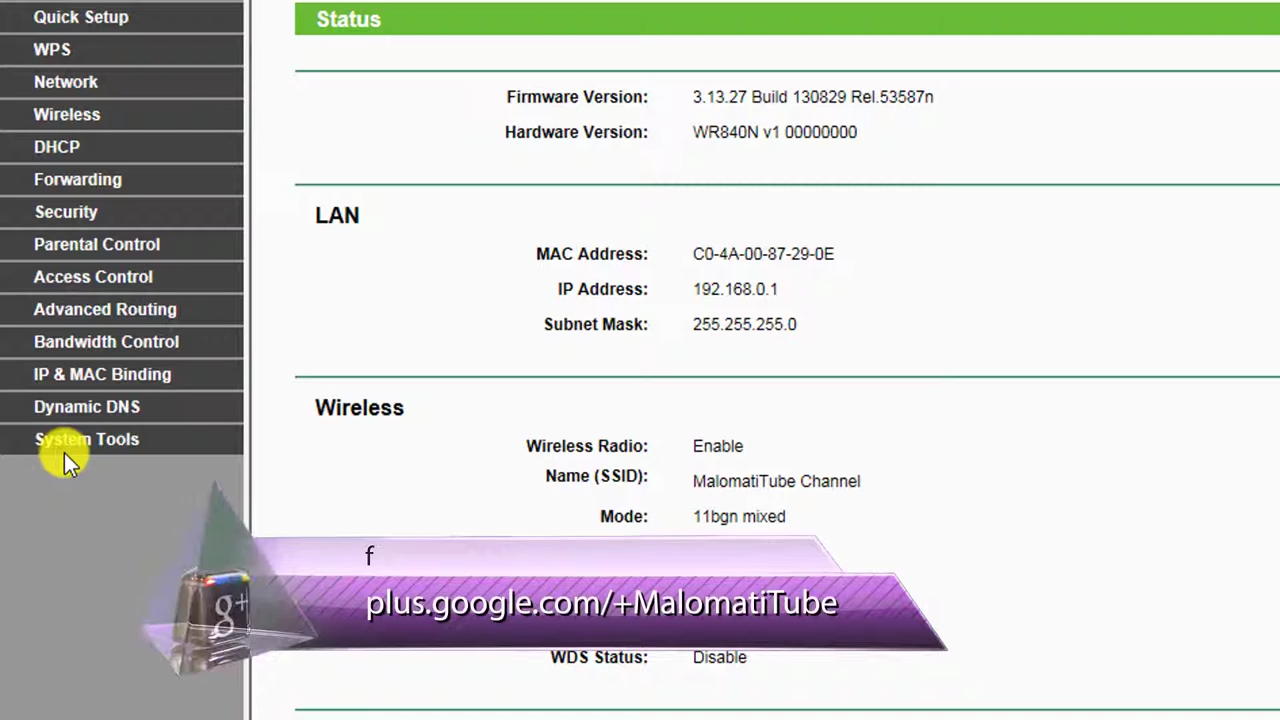 Quick Setup
WPS
Network
Wireless
DHCP
Forwarding
Security
Parental Control
Access Control
Advanced Routing
Bandwidth Control
IP & MAC Binding
Dynamic DNS
System Tools
Status
Firmware Version: 3.13.27 Build 130829 Rel.53587n
Hardware Version: WR840N v1 00000000
LAN
MAC Address: C0-4A-00-87-29-0E
IP Address: 192.168.0.1
Subnet Mask: 255.255.255.0
Wireless
Wireless Radio: Enable
Name (SSID): MalomatiTube Channel
Mode: 11bgn mixed
f
g+
plus.google.com/+MalomatiTube
WDS Status: Disable